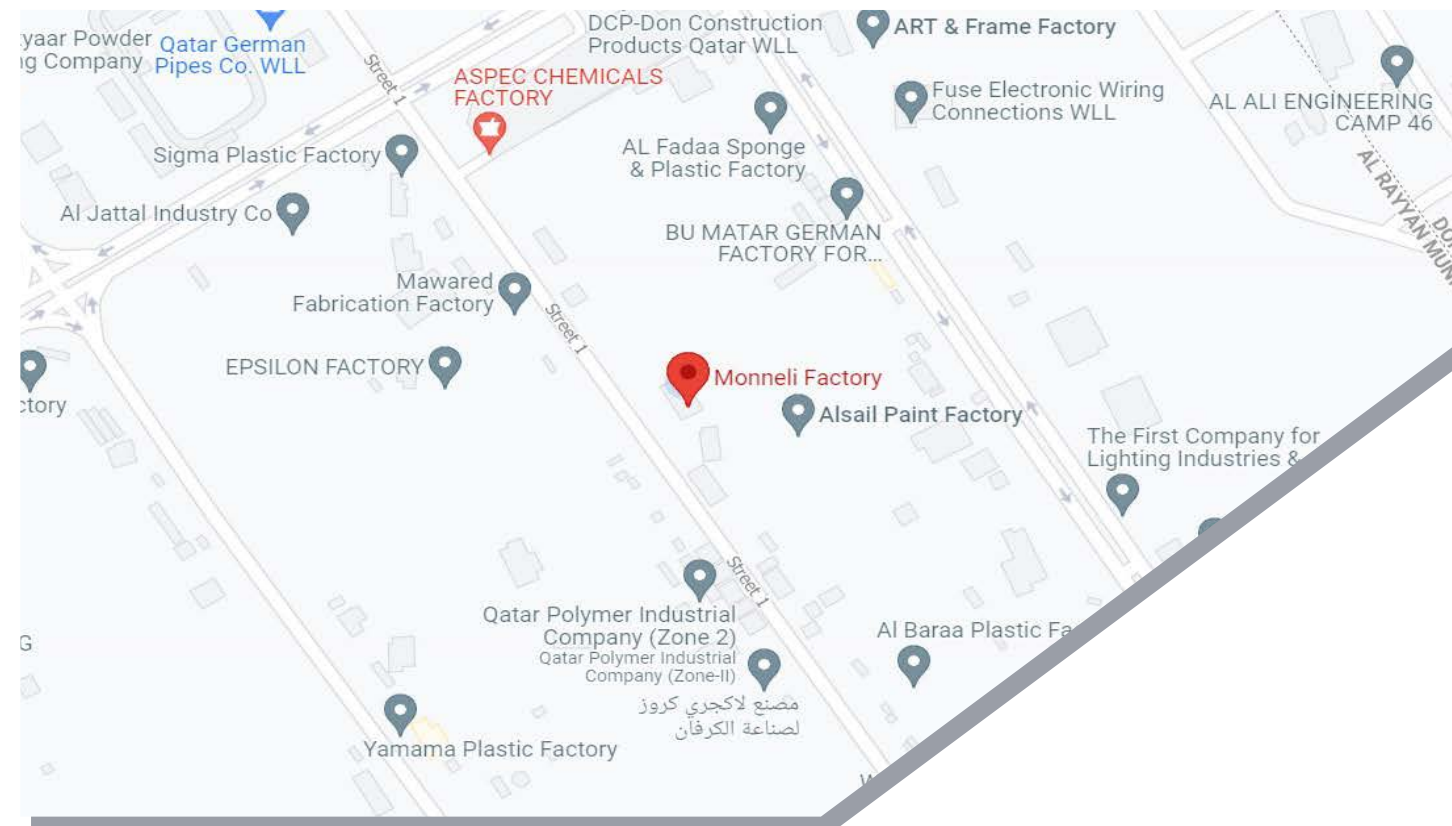 DCP-Don Construction
Products Qatar WLL
ART & Frame Factory
yaar Powder
ng Company
Qatar German
Pipes Co. WLL
Street 1
ASPEC CHEMICALS
FACTORY
Fuse Electronic Wiring
Connections WLL
AL ALI ENGINEERING
CAMP 46
Sigma Plastic Factory
AL Fadaa Sponge
& Plastic Factory
AL RAYYAN MUNI
DO
Al Jattal Industry Co
BU MATAR GERMAN
FACTORY FOR...
Mawared
Fabrication Factory
Street 1
EPSILON FACTORY
Monneli Factory
ctory
Alsail Paint Factory
The First Company for
Lighting Industries &
Street 1
Qatar Polymer Industrial
Company (Zone 2)
Qatar Polymer Industrial
Company (Zone-II)
Al Baraa Plastic Fa
G
مصنع لاكجري كروز
لصناعة الكرفان
Yamama Plastic Factory
W